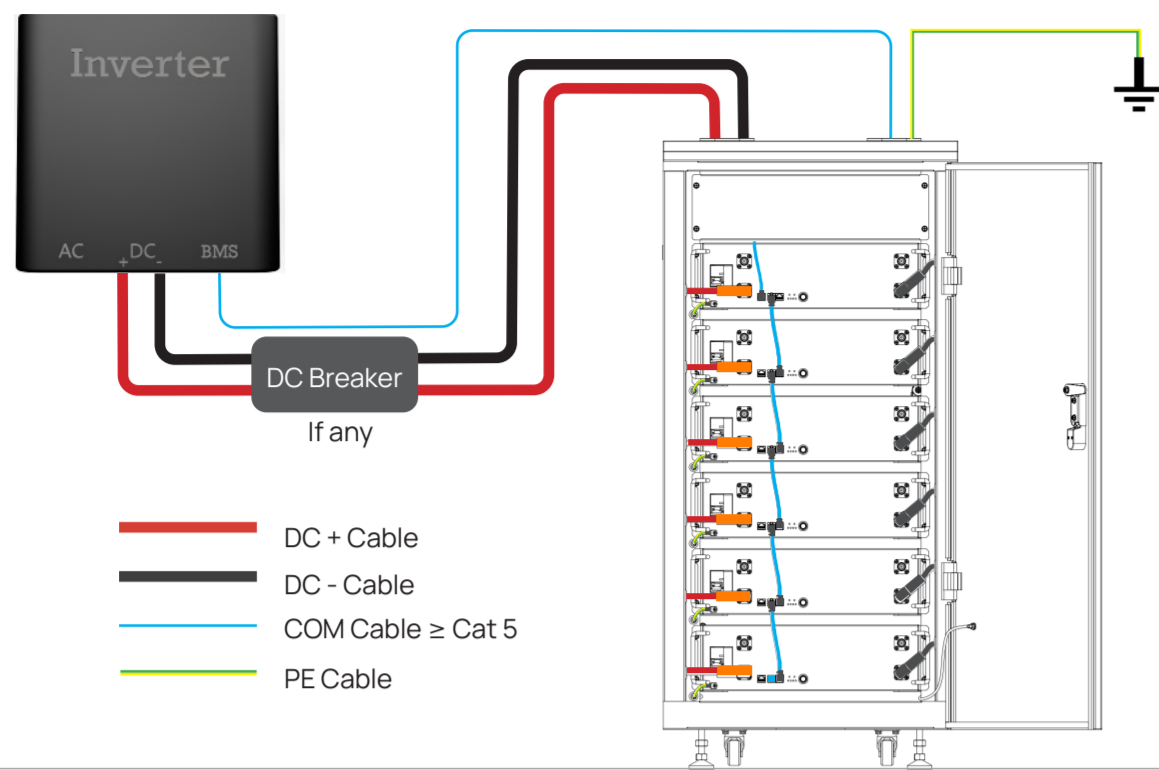 Inverter
AC
DC
BMS
+
-
DC Breaker
If any
DC + Cable
DC - Cable
COM Cable ≥ Cat 5
PE Cable